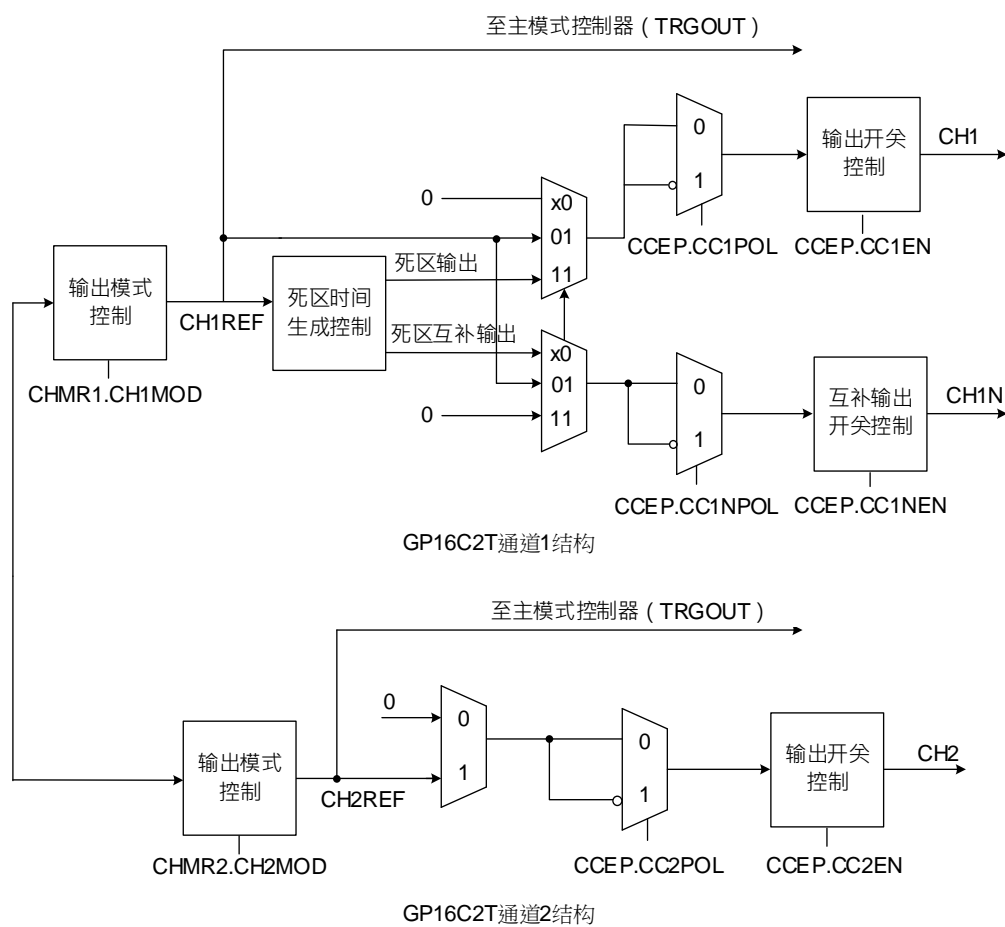 至主模式控制器（TRGOUT）
0
1
输出开关
控制
CH1
CCEP.CC1POL
CCEP.CC1EN
0
x0
01
11
输出模式
控制
CH1REF
CHMR1.CH1MOD
死区时间
生成控制
死区输出
死区互补输出
x0
01
11
0
0
1
互补输出
开关控制
CH1N
CCEP.CC1NPOL
CCEP.CC1NEN
GP16C2T通道1结构
至主模式控制器（TRGOUT）
0
0
1
0
1
输出开关
控制
CH2
输出模式
控制
CH2REF
CHMR2.CH2MOD
CCEP.CC2POL
CCEP.CC2EN
GP16C2T通道2结构